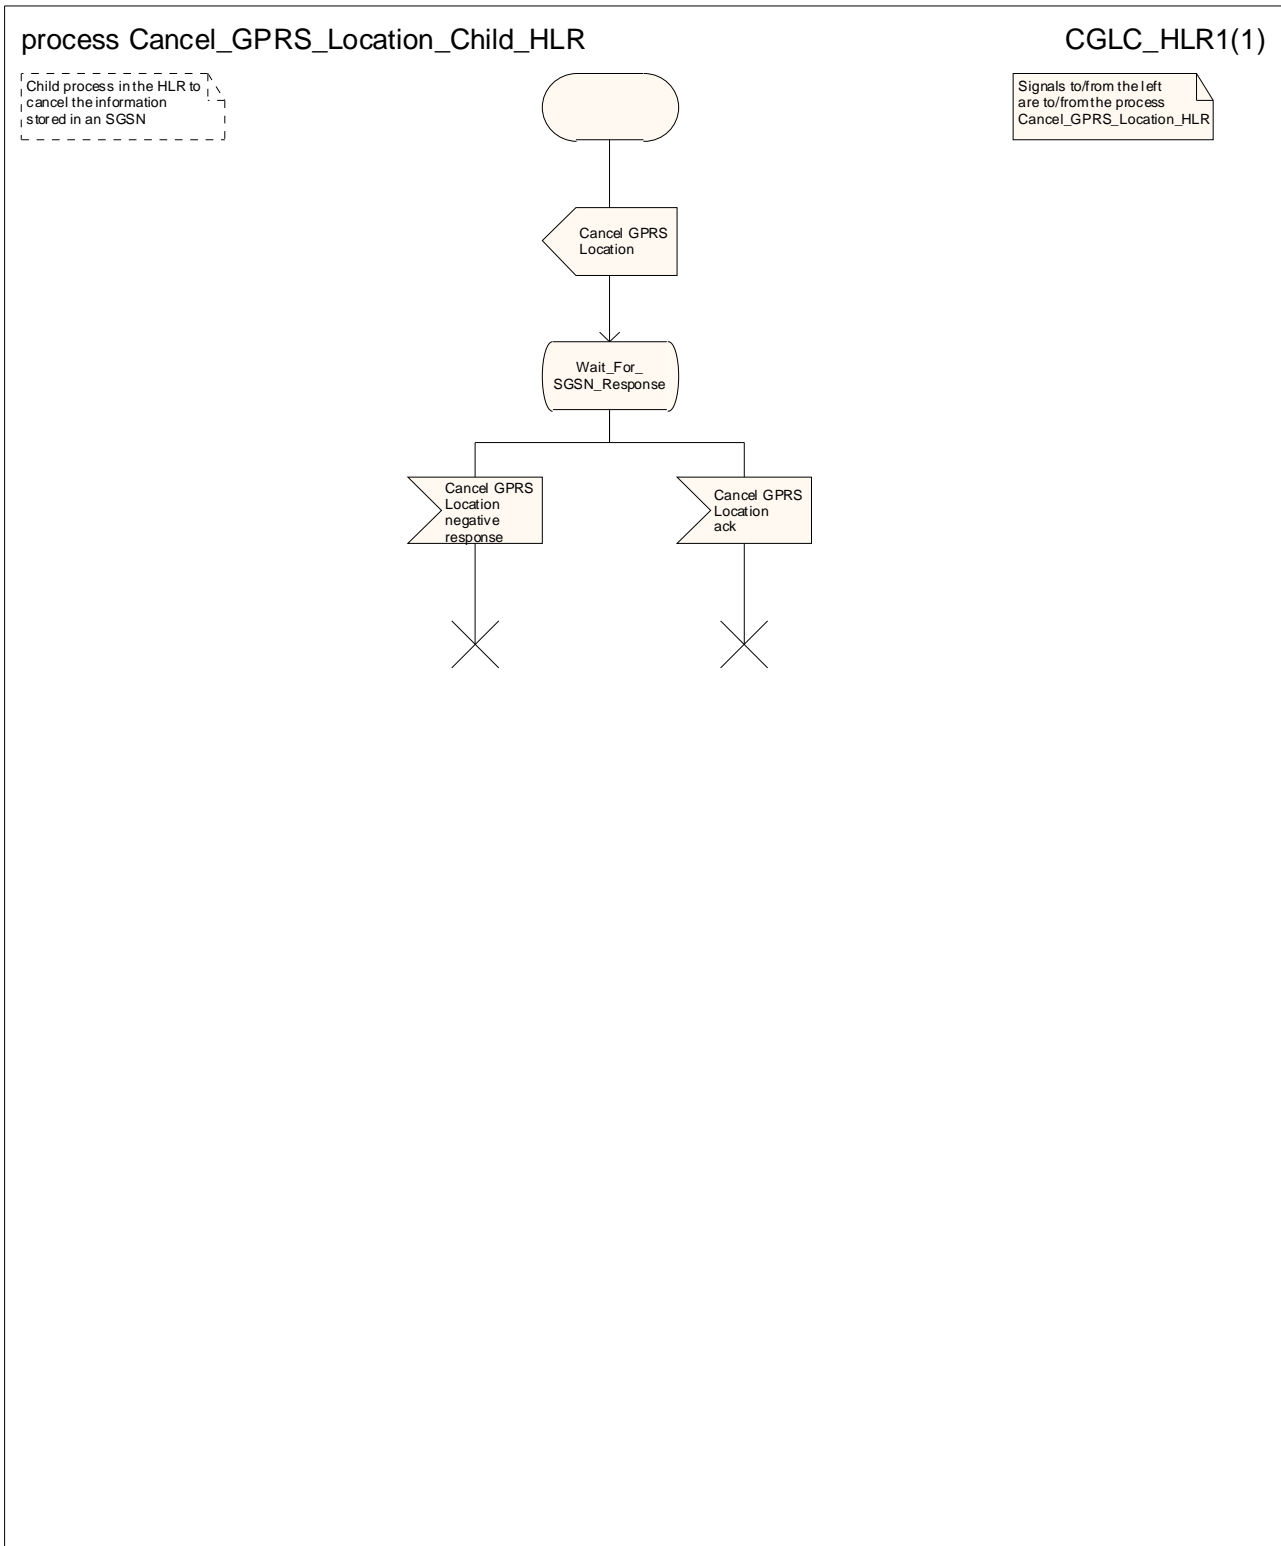 process Cancel_GPRS_Location_Child_HLR
CGLC_HLR1(1)
Child process in the HLR to
cancel the information
stored in an SGSN
Signals to/from the left
are to/from the process
Cancel_GPRS_Location_HLR
Cancel GPRS
Location
Wait_For_
SGSN_Response
Cancel GPRS
Location
negative
response
Cancel GPRS
Location
ack